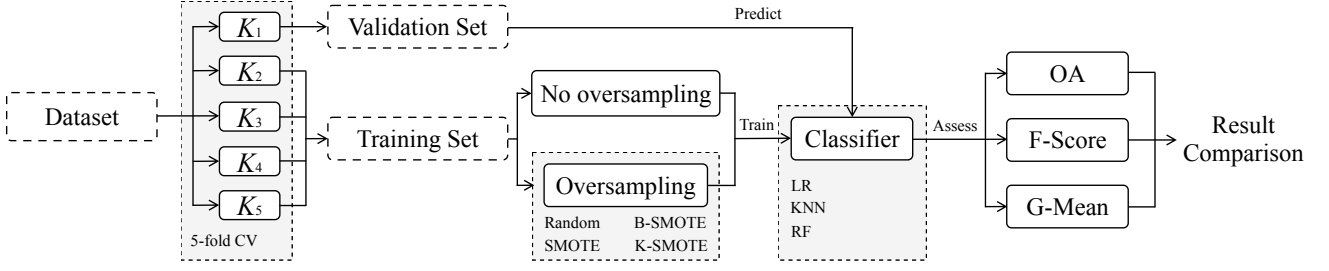 Dataset
K1
K2
K3
K4
K5
5-fold CV
Validation Set
Training Set
Predict
No oversampling
Oversampling
Random B-SMOTE
SMOTE K-SMOTE
Train
Classifier
LR
KNN
RF
Assess
OA
F-Score
G-Mean
Result
Comparison